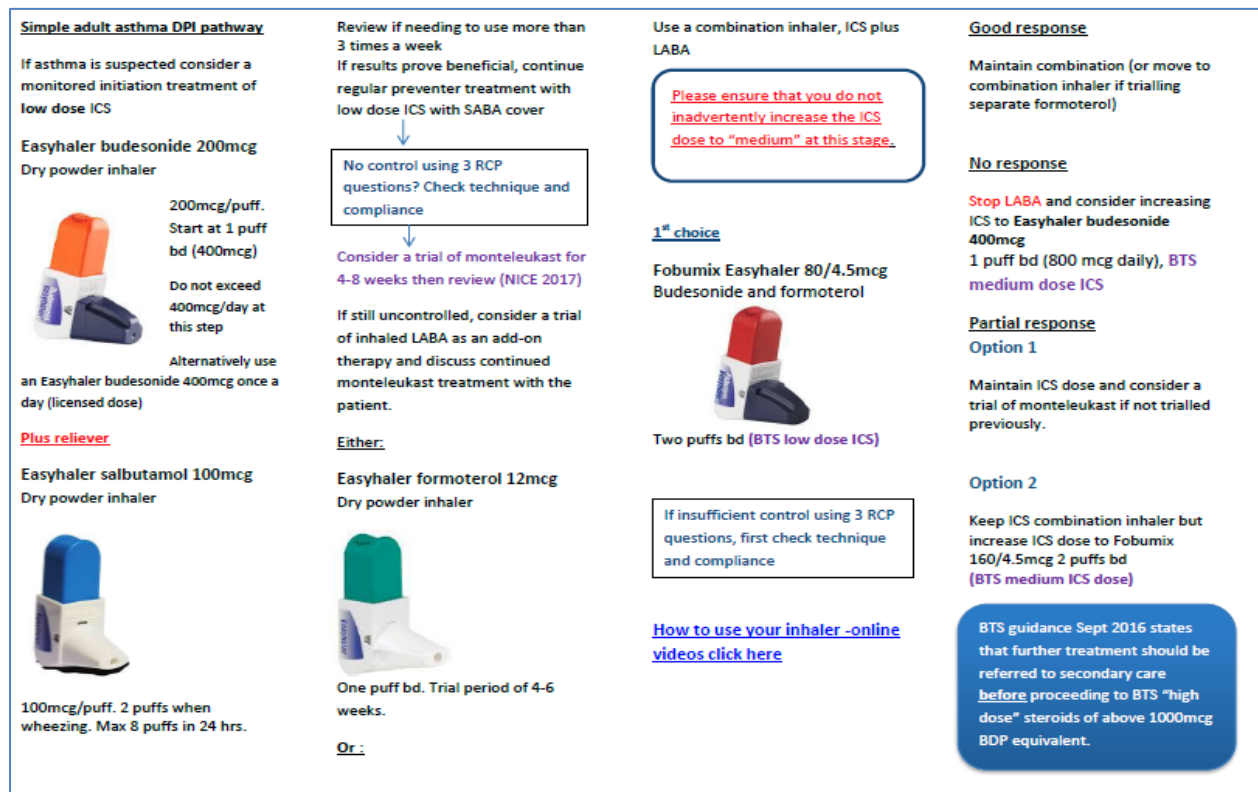 Simple adult asthma DPI pathway
If asthma is suspected consider a
monitored initiation treatment of
low dose ICS
Easyhaler budesonide 200mcg
Dry powder inhaler
200mcg/puff.
Start at 1 puff
bd (400mcg)
Do not exceed
400mcg/day at
this step
Alternatively use
an Easyhaler budesonide 400mcg once a
day (licensed dose)
Plus reliever
Easyhaler salbutamol 100mcg
Dry powder inhaler
100mcg/puff. 2 puffs when
wheezing. Max 8 puffs in 24 hrs.
Review if needing to use more than
3 times a week
If results prove beneficial, continue
regular preventer treatment with
low dose ICS with SABA cover
No control using 3 RCP
questions? Check technique and
compliance
Consider a trial of monteleukast for
4-8 weeks then review (NICE 2017)
If still uncontrolled, consider a trial
of inhaled LABA as an add-on
therapy and discuss continued
monteleukast treatment with the
patient.
Either:
Easyhaler formoterol 12mcg
Dry powder inhaler
One puff bd. Trial period of 4-6
weeks.
Or :
Use a combination inhaler, ICS plus
LABA
Please ensure that you do not
inadvertently increase the ICS
dose to "medium" at this stage.
1st choice
Fobumix Easyhaler 80/4.5mcg
Budesonide and formoterol
Two puffs bd (BTS low dose ICS)
If insufficient control using 3 RCP
questions, first check technique
and compliance
How to use your inhaler -online
videos click here
Good response
Maintain combination (or move to
combination inhaler if trialling
separate formoterol)
No response
Stop LABA and consider increasing
ICS to Easyhaler budesonide
400mcg
1 puff bd (800 mcg daily), BTS
medium dose ICS
Partial response
Option 1
Maintain ICS dose and consider a
trial of monteleukast if not trialled
previously.
Option 2
Keep ICS combination inhaler but
increase ICS dose to Fobumix
160/4.5mcg 2 puffs bd
(BTS medium ICS dose)
BTS guidance Sept 2016 states
that further treatment should be
referred to secondary care
before proceeding to BTS "high
dose" steroids of above 1000mcg
BDP equivalent.